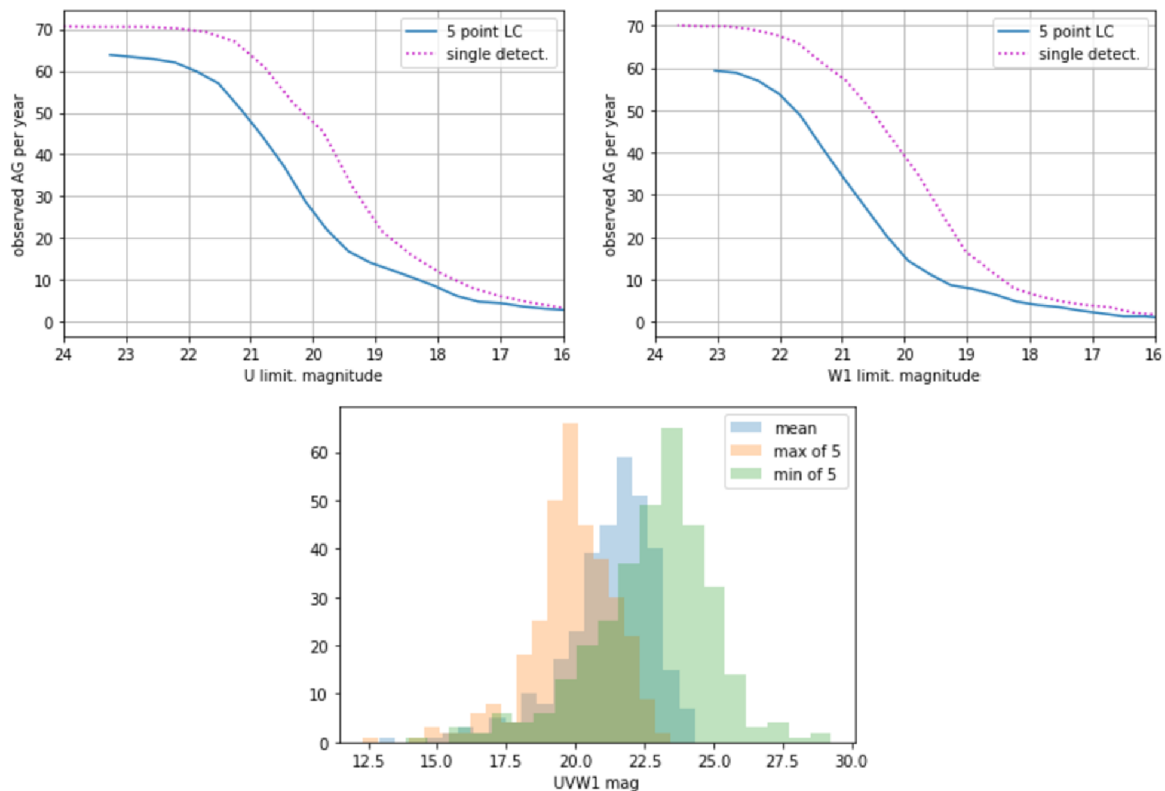 observed AG per year
70
60
50
40
30
20
10
0
5 point LC
single detect.
24 23 22 21 20 19 18 17 16
U limit. magnitude
observed AG per year
70
60
50
40
30
20
10
0
5 point LC
single detect.
24 23 22 21 20 19 18 17 16
W1 limit. magnitude
60
50
40
30
20
10
0
mean
max of 5
min of 5
12.5 15.0 17.5 20.0 22.5 25.0 27.5 30.0
UVW1 mag